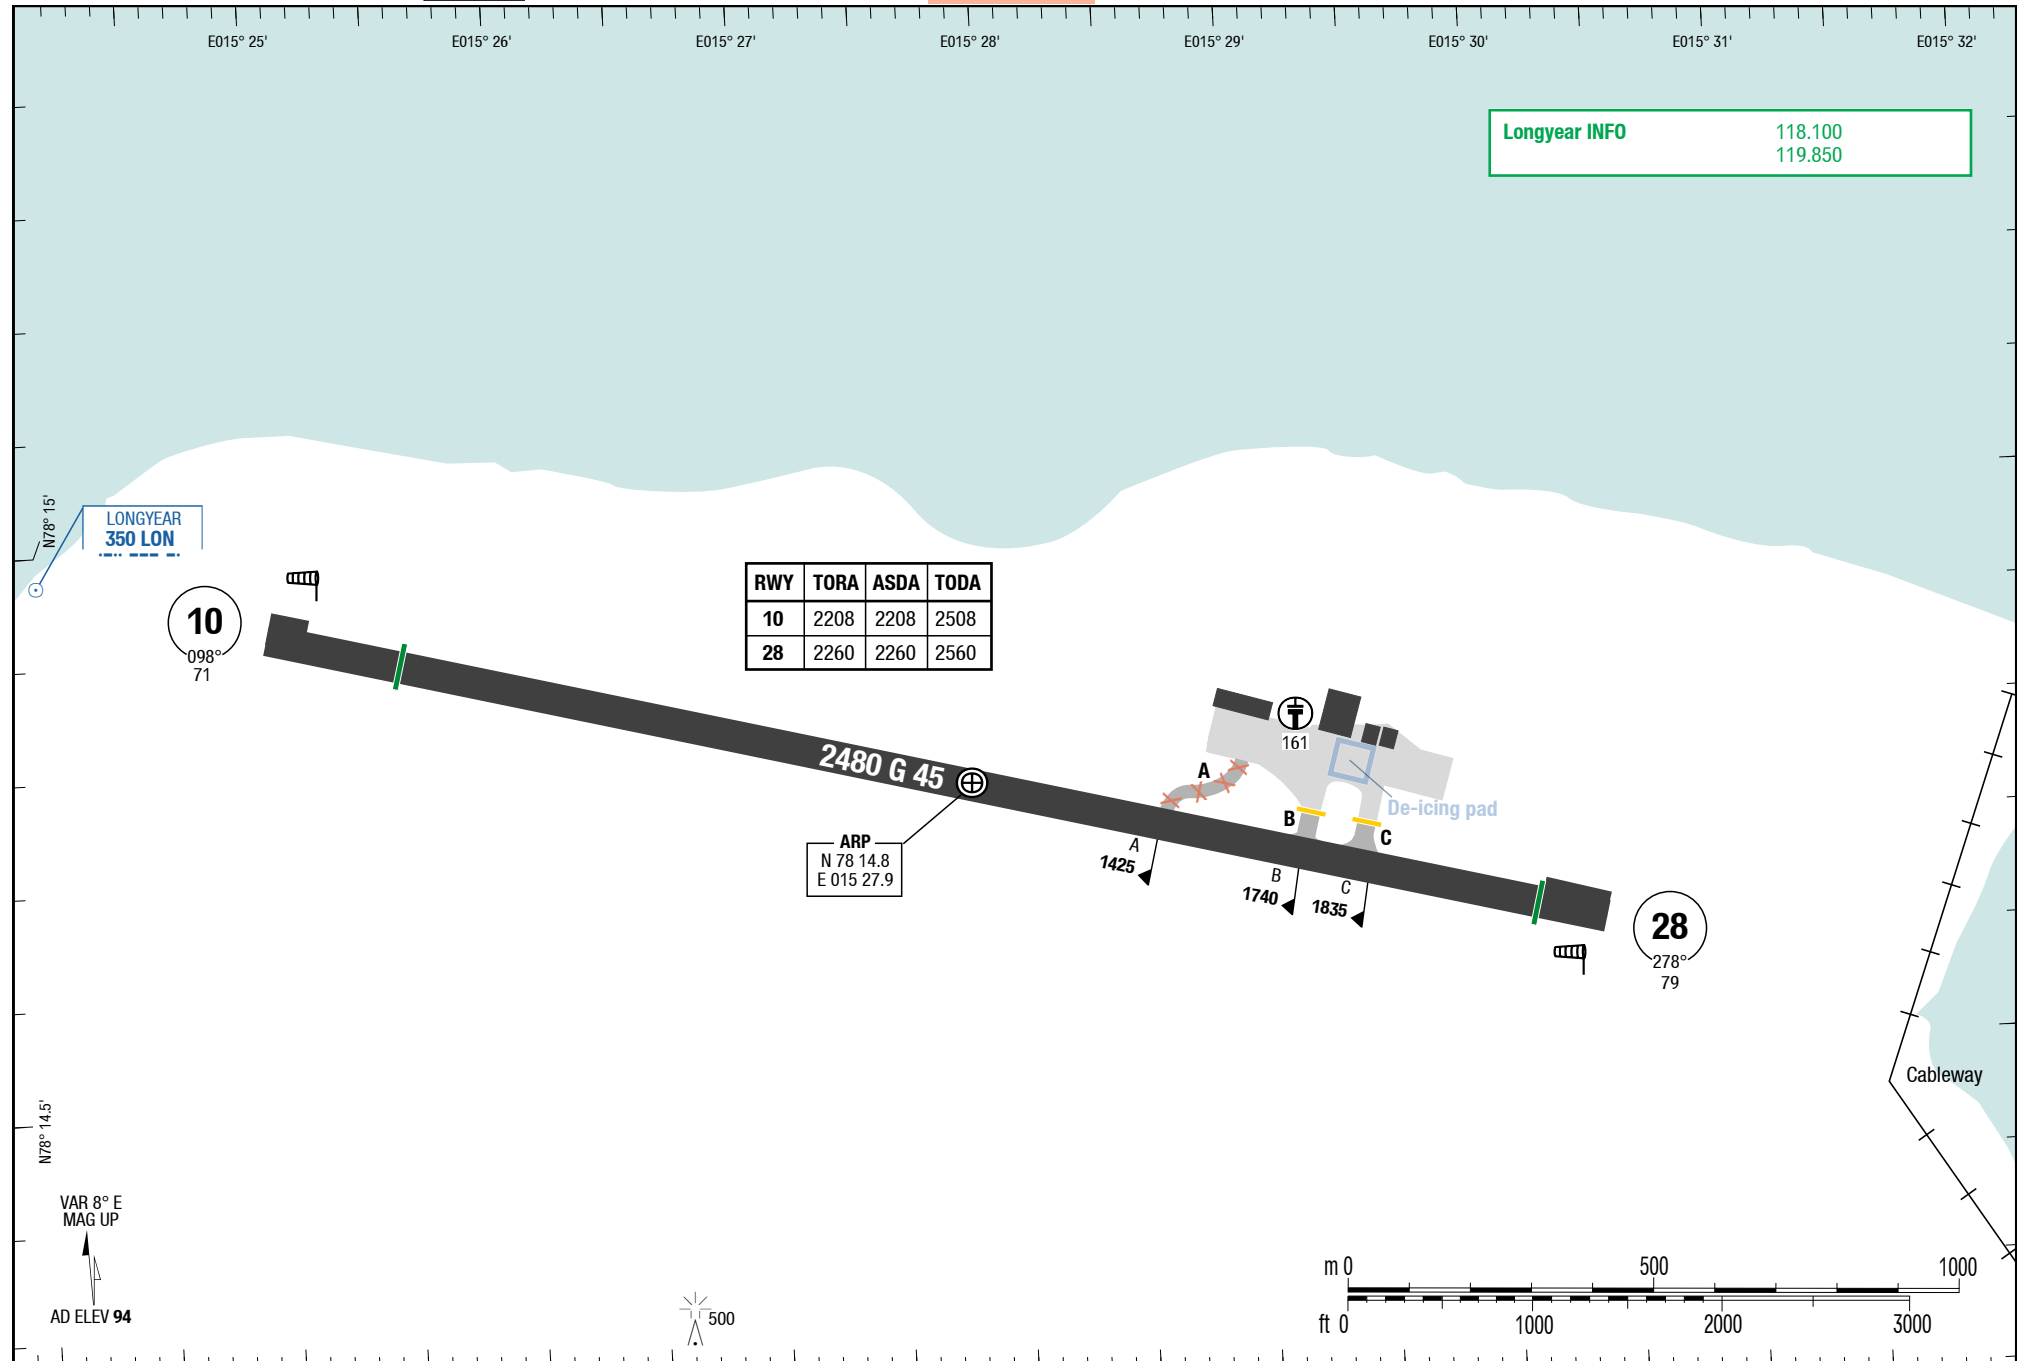 E015° 25' E015° 26' E015° 27' E015° 28' E015° 29' E015° 30' E015° 31' E015° 32'
Longyear INFO 118.100
119.850
N78° 15'
LONGYEAR
350 LON
10
098°
71
RWY TORA ASDA TODA
10 2208 2208 2508
28 2260 2260 2560
161
2480 G 45
A
De-icing pad
B
C
ARP
N 78 14.8
E 015 27.9
A
1425
B
1740
C
1835
28
278°
79
Cableway
N78° 14.5'
VAR 8° E
MAG UP
AD ELEV 94
500
m 0 500 1000
ft 0 1000 2000 3000